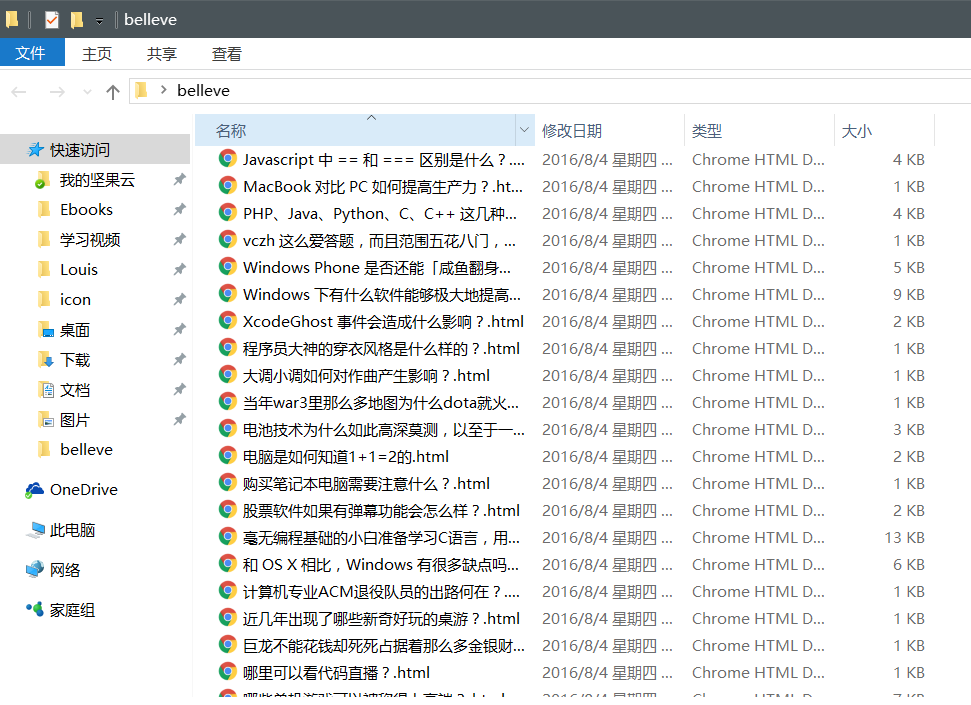 belleve
文件 主页 共享 查看
belleve
名称 修改日期 类型 大小
快速访问
我的坚果云
Ebooks
学习视频
Louis
icon
桌面
下载
文档
图片
belleve
OneDrive
此电脑
网络
家庭组
Javascript 中 == 和 === 区别是什么？.... 2016/8/4 星期四 ... Chrome HTML D... 4 KB
MacBook 对比 PC 如何提高生产力？.ht... 2016/8/4 星期四 ... Chrome HTML D... 1 KB
PHP、Java、Python、C、C++ 这几种... 2016/8/4 星期四 ... Chrome HTML D... 4 KB
vczh 这么爱答题，而且范围五花八门，... 2016/8/4 星期四 ... Chrome HTML D... 1 KB
Windows Phone 是否还能「咸鱼翻身... 2016/8/4 星期四 ... Chrome HTML D... 5 KB
Windows 下有什么软件能够极大地提高... 2016/8/4 星期四 ... Chrome HTML D... 9 KB
XcodeGhost 事件会造成什么影响？.html 2016/8/4 星期四 ... Chrome HTML D... 2 KB
程序员大神的穿衣风格是什么样的？.html 2016/8/4 星期四 ... Chrome HTML D... 1 KB
大调小调如何对作曲产生影响？.html 2016/8/4 星期四 ... Chrome HTML D... 1 KB
当年war3里那么多地图为什么dota就火... 2016/8/4 星期四 ... Chrome HTML D... 1 KB
电池技术为什么如此高深莫测，以至于一... 2016/8/4 星期四 ... Chrome HTML D... 3 KB
电脑是如何知道1+1=2的.html 2016/8/4 星期四 ... Chrome HTML D... 2 KB
购买笔记本电脑需要注意什么？.html 2016/8/4 星期四 ... Chrome HTML D... 1 KB
股票软件如果有弹幕功能会怎么样？.html 2016/8/4 星期四 ... Chrome HTML D... 2 KB
毫无编程基础的小白准备学习C语言，用... 2016/8/4 星期四 ... Chrome HTML D... 13 KB
和 OS X 相比，Windows 有很多缺点吗... 2016/8/4 星期四 ... Chrome HTML D... 6 KB
计算机专业ACM退役队员的出路何在？.... 2016/8/4 星期四 ... Chrome HTML D... 1 KB
近几年出现了哪些新奇好玩的桌游？.html 2016/8/4 星期四 ... Chrome HTML D... 1 KB
巨龙不能花钱却死死占据着那么多金银财... 2016/8/4 星期四 ... Chrome HTML D... 1 KB
哪里可以看代码直播？.html 2016/8/4 星期四 ... Chrome HTML D... 1 KB